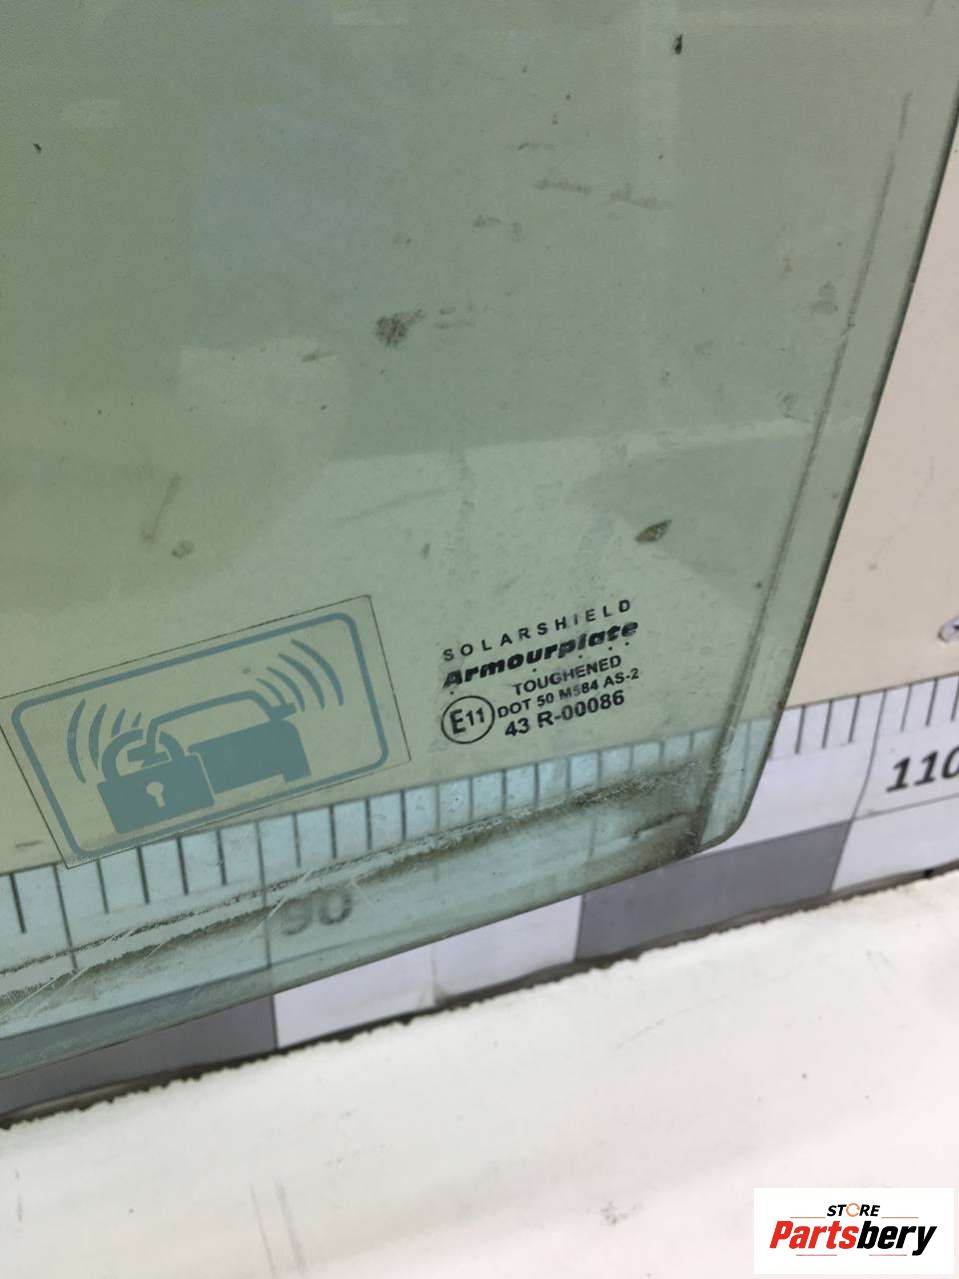 SOLARSHIELD
Armourplate
TOUGHENED
E11 DOT 50 M584 AS-2
43 R-00086
110
90
STORE
Partsbery